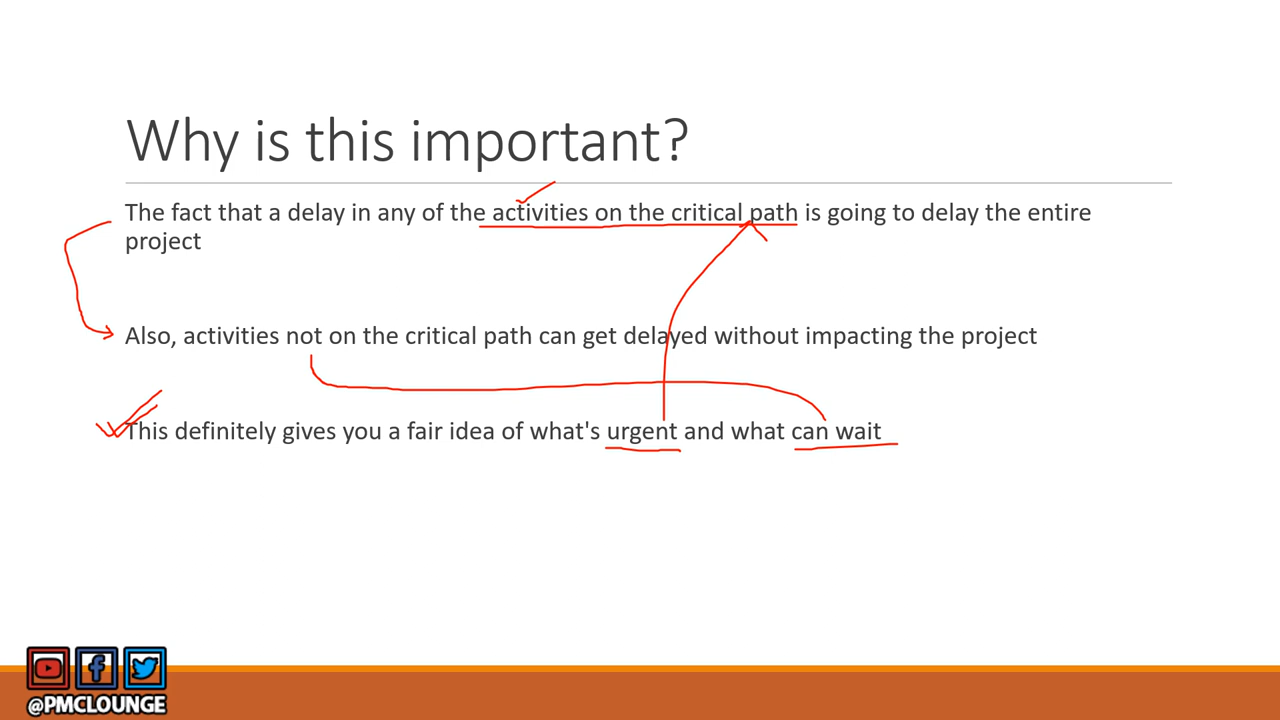 Why is this important?
The fact that a delay in any of the activities on the critical path is going to delay the entire
project
Also, activities not on the critical path can get delayed without impacting the project
This definitely gives you a fair idea of what's urgent and what can wait
@PMCLOUNGE